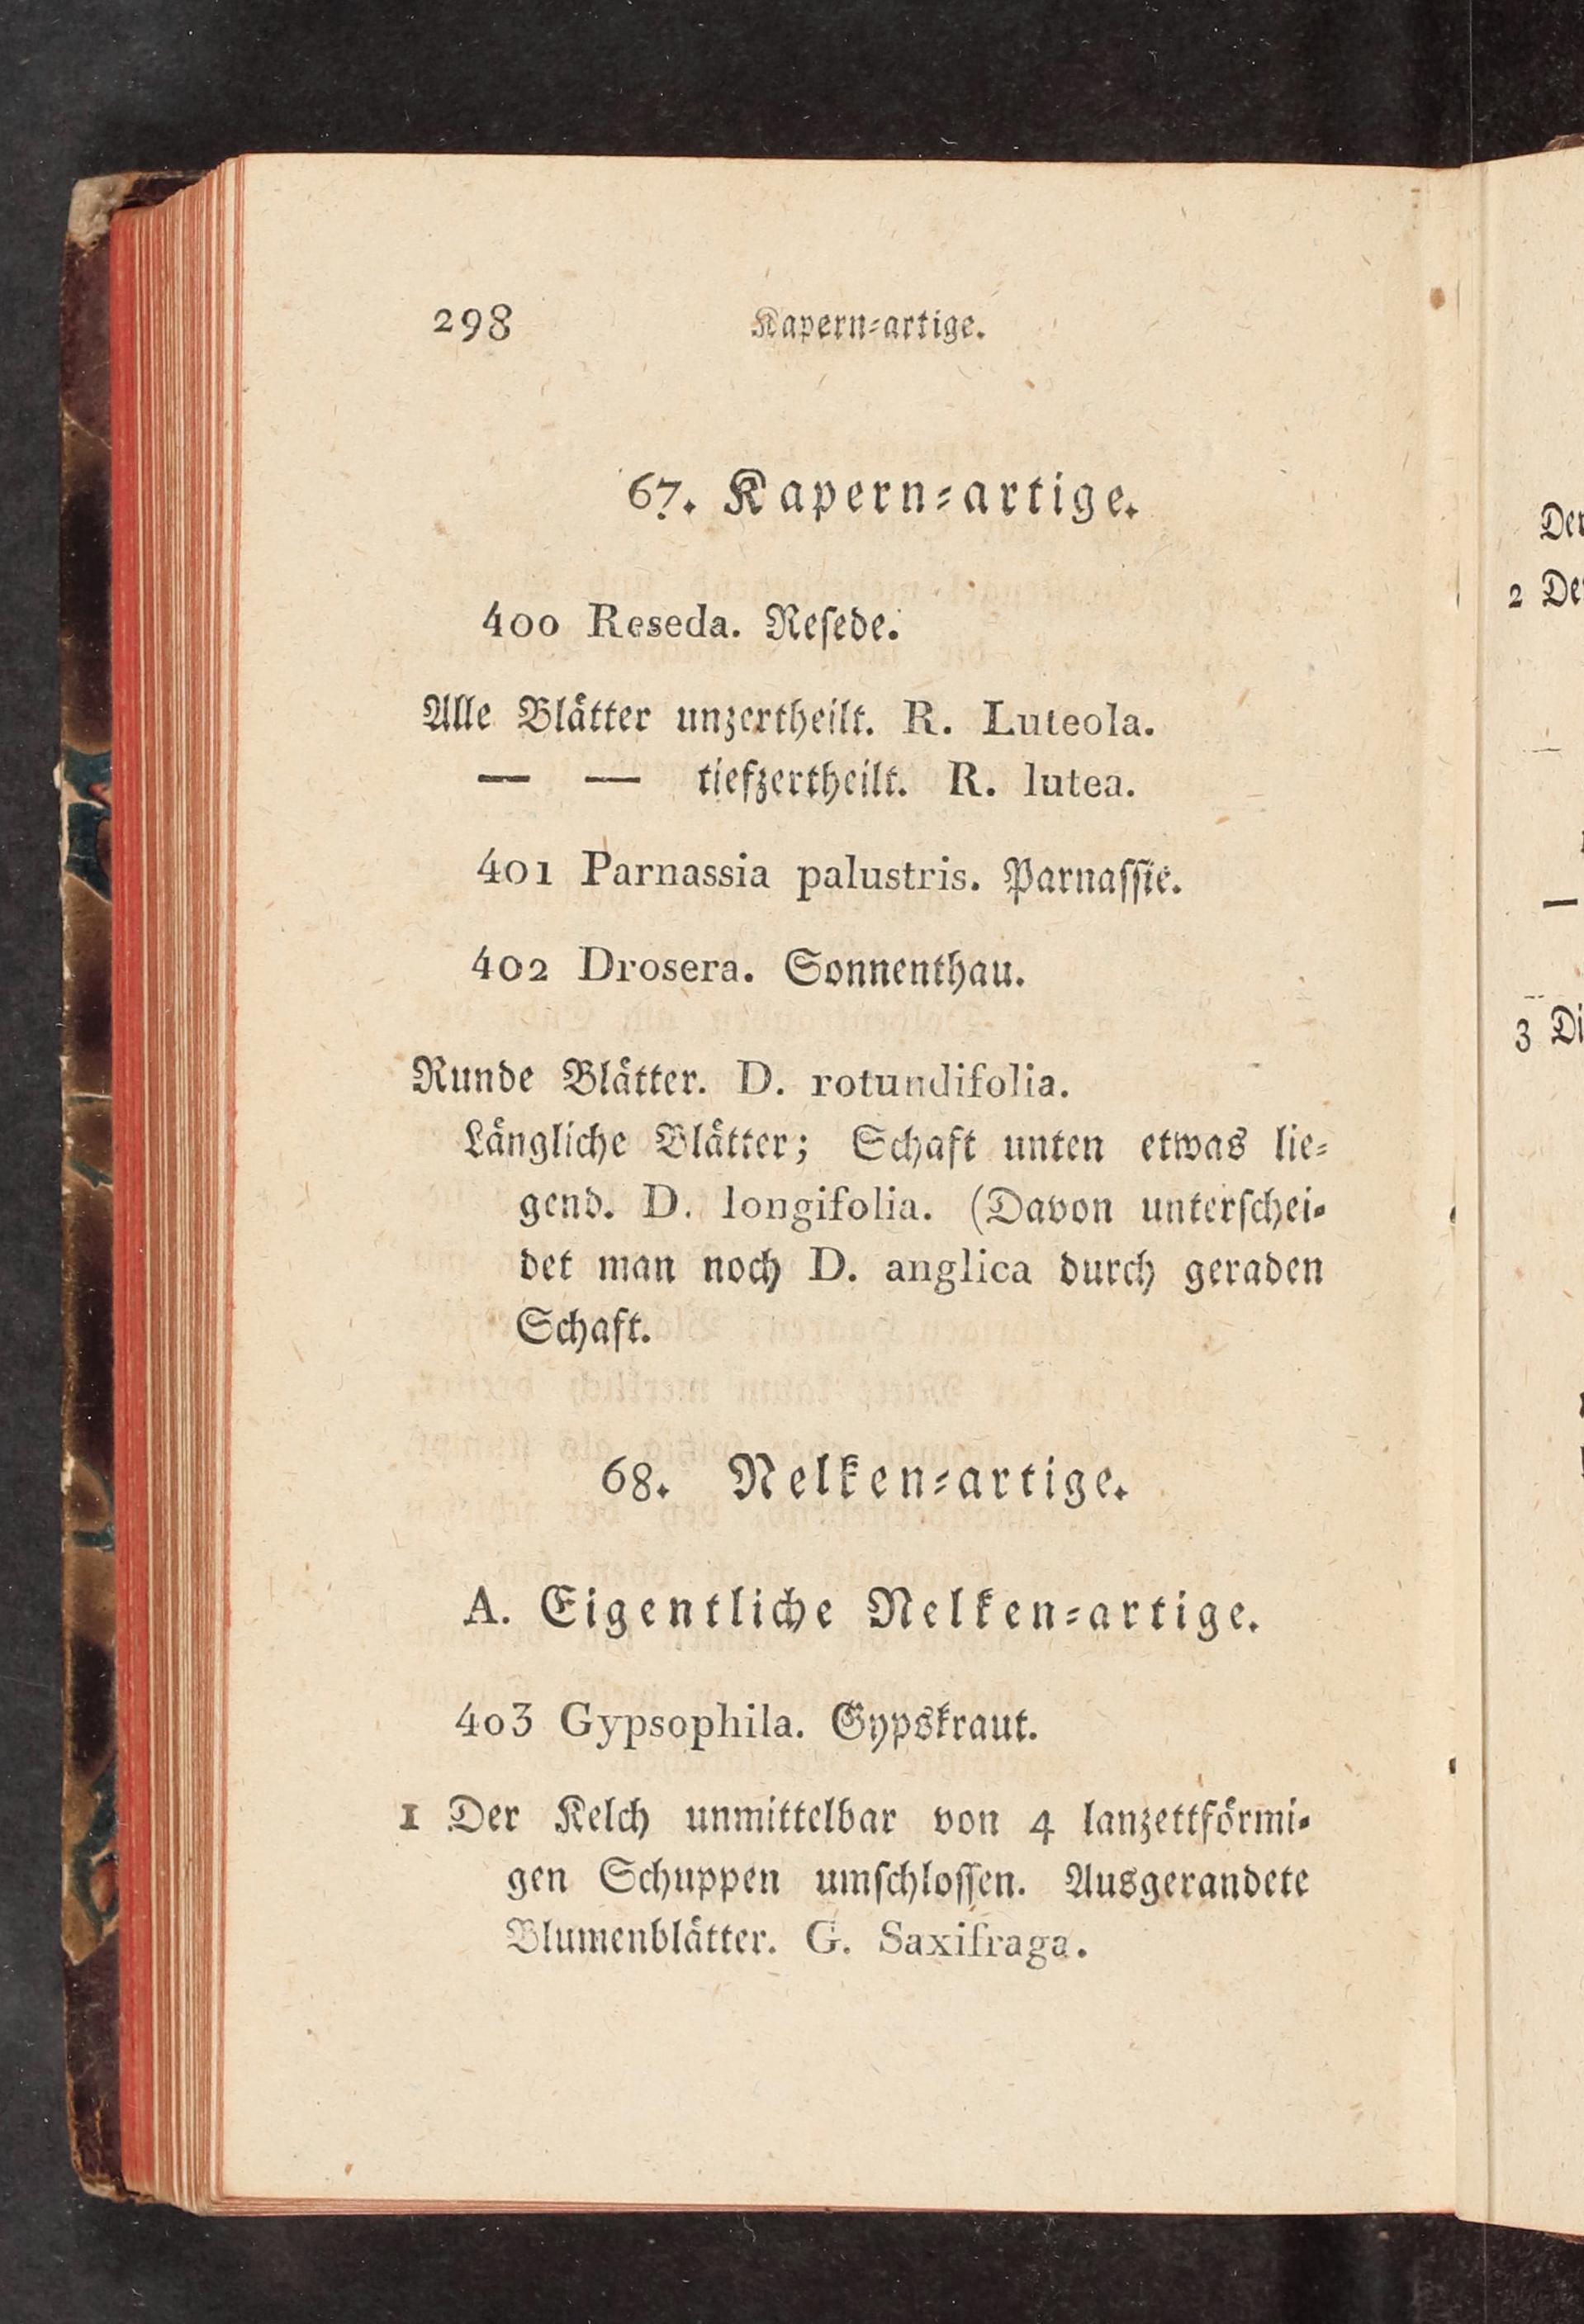 298 Kapern⸗artige.
67. Kapern⸗artige.
400 Reseda. Reſede.
Alle Blätter unzertheilt. R. Luteola.
— — tiefzertheilt. R. lutea.
401 Parnassia palustris. Parnaſſie.
402 Drosera. Sonnenthau.
Runde Blätter. D. rotundifolia.
Längliche Blätter; Schaft unten etwas lie⸗
gend. D. longifolia. (Davon unterſchei⸗
det man noch D. anglica durch geraden
Schaft.
68. Nelken⸗artige.
A. Eigentliche Nelken⸗artige.
403 Gypsophila. Gypskraut.
1 Der Kelch unmittelbar von 4 lanzettförmi⸗
gen Schuppen umſchloſſen. Ausgerandete
Blumenblätter. G. Saxifraga.
2
3